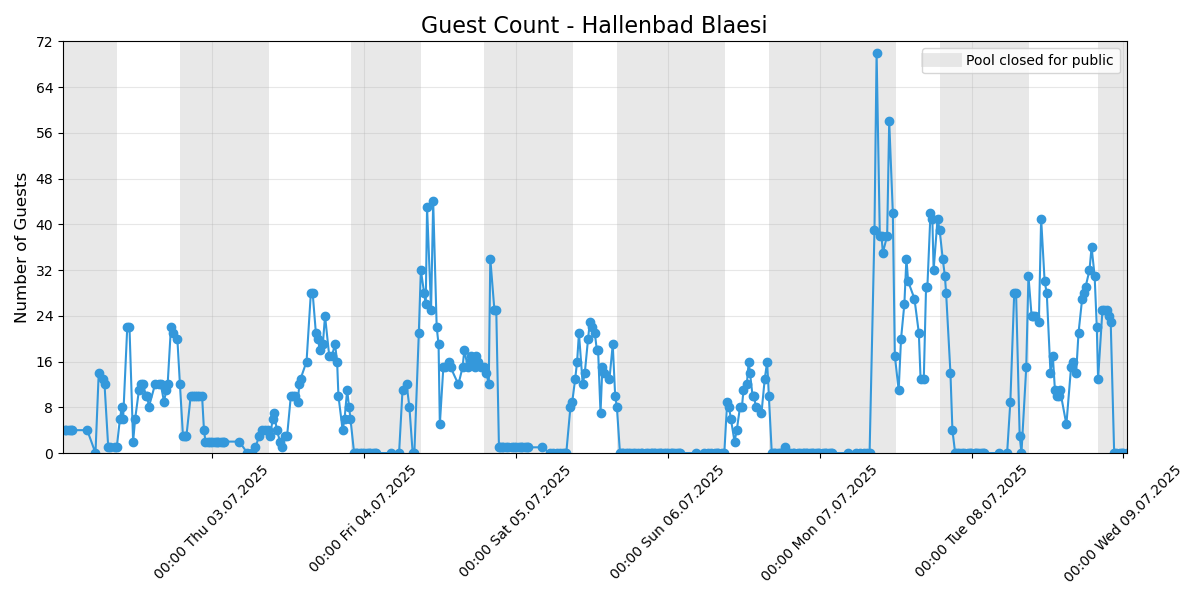 Guest Count - Hallenbad Blaesi
Pool closed for public
Number of Guests
72
64
56
48
40
32
24
16
8
0
00:00 Thu 03.07.2025
00:00 Fri 04.07.2025
00:00 Sat 05.07.2025
00:00 Sun 06.07.2025
00:00 Mon 07.07.2025
00:00 Tue 08.07.2025
00:00 Wed 09.07.2025